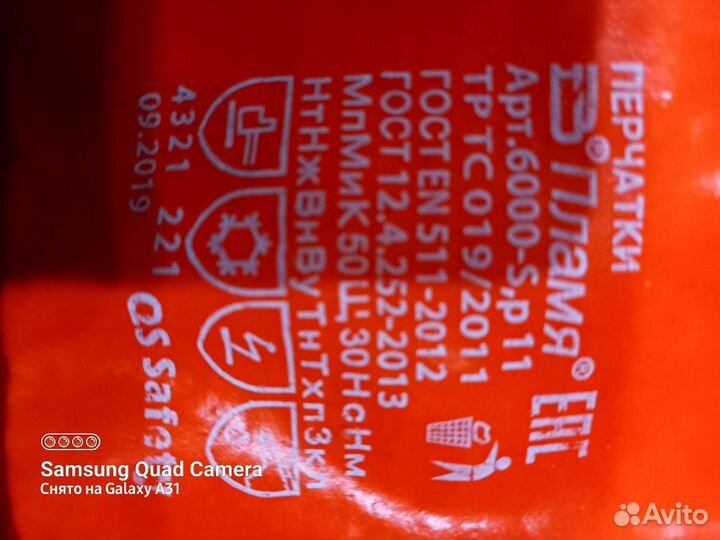 ПЕРЧАТКИ
ПЛАМЯ®
Арт.6000-S,р 11
ТР ТС 019/2011
ГОСТ EN 511-2012
ГОСТ 12.4.252-2013
МпМиК50Щ30НсНм
НтНжВнВуТнТхпЗкл
EAC
4321 221
09.2019
QS Safety
Samsung Quad Camera
Снято на Galaxy A31
Avito